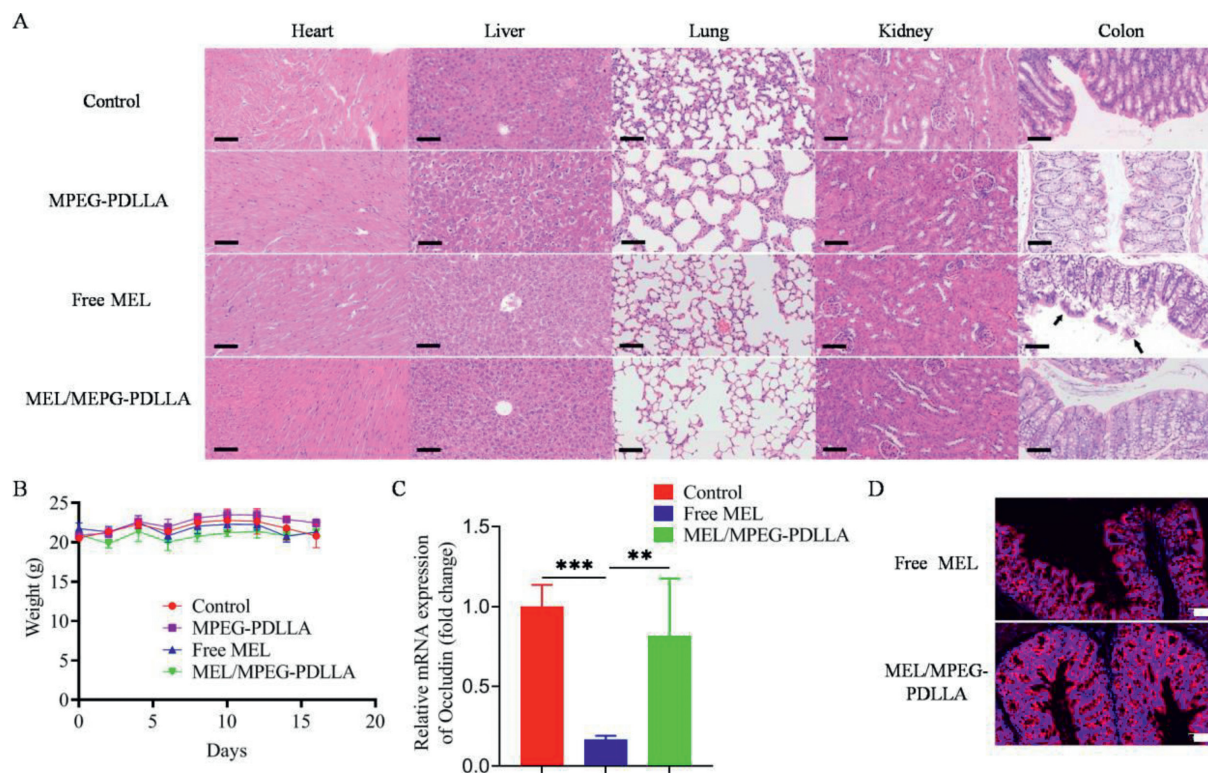 A
Heart Liver Lung Kidney Colon
Control
MPEG-PDLLA
Free MEL
MEL/MEPG-PDLLA
B
25
20
15
10
5
0
Weight (g)
Control
MPEG-PDLLA
Free MEL
MEL/MPEG-PDLLA
0 5 10 15 20
Days
C
Control
Free MEL
MEL/MPEG-PDLLA
Relative mRNA expression
of Occludin (fold change)
1.5
1.0
0.5
0.0
*** **
D
Free MEL
MEL/MPEG-
PDLLA